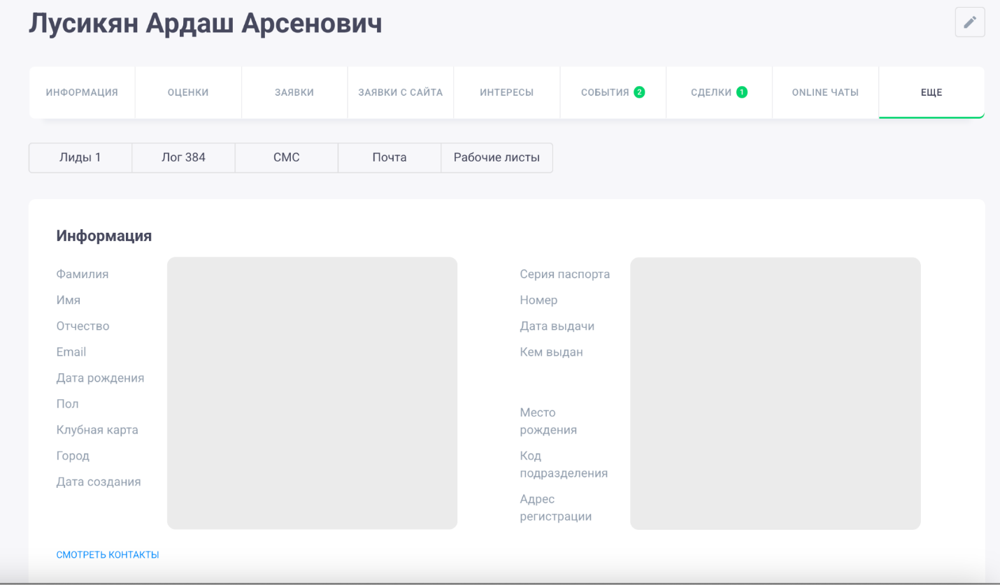 Лусикян Ардаш Арсенович
ИНФОРМАЦИЯ ОЦЕНКИ ЗАЯВКИ ЗАЯВКИ С САЙТА ИНТЕРЕСЫ СОБЫТИЯ 2 СДЕЛКИ 1 ONLINE ЧАТЫ ЕЩЕ
Лиды 1 Лог 384 СМС Почта Рабочие листы
Информация
Фамилия
Имя
Отчество
Email
Дата рождения
Пол
Клубная карта
Город
Дата создания
Серия паспорта
Номер
Дата выдачи
Кем выдан
Место
рождения
Код
подразделения
Адрес
регистрации
СМОТРЕТЬ КОНТАКТЫ